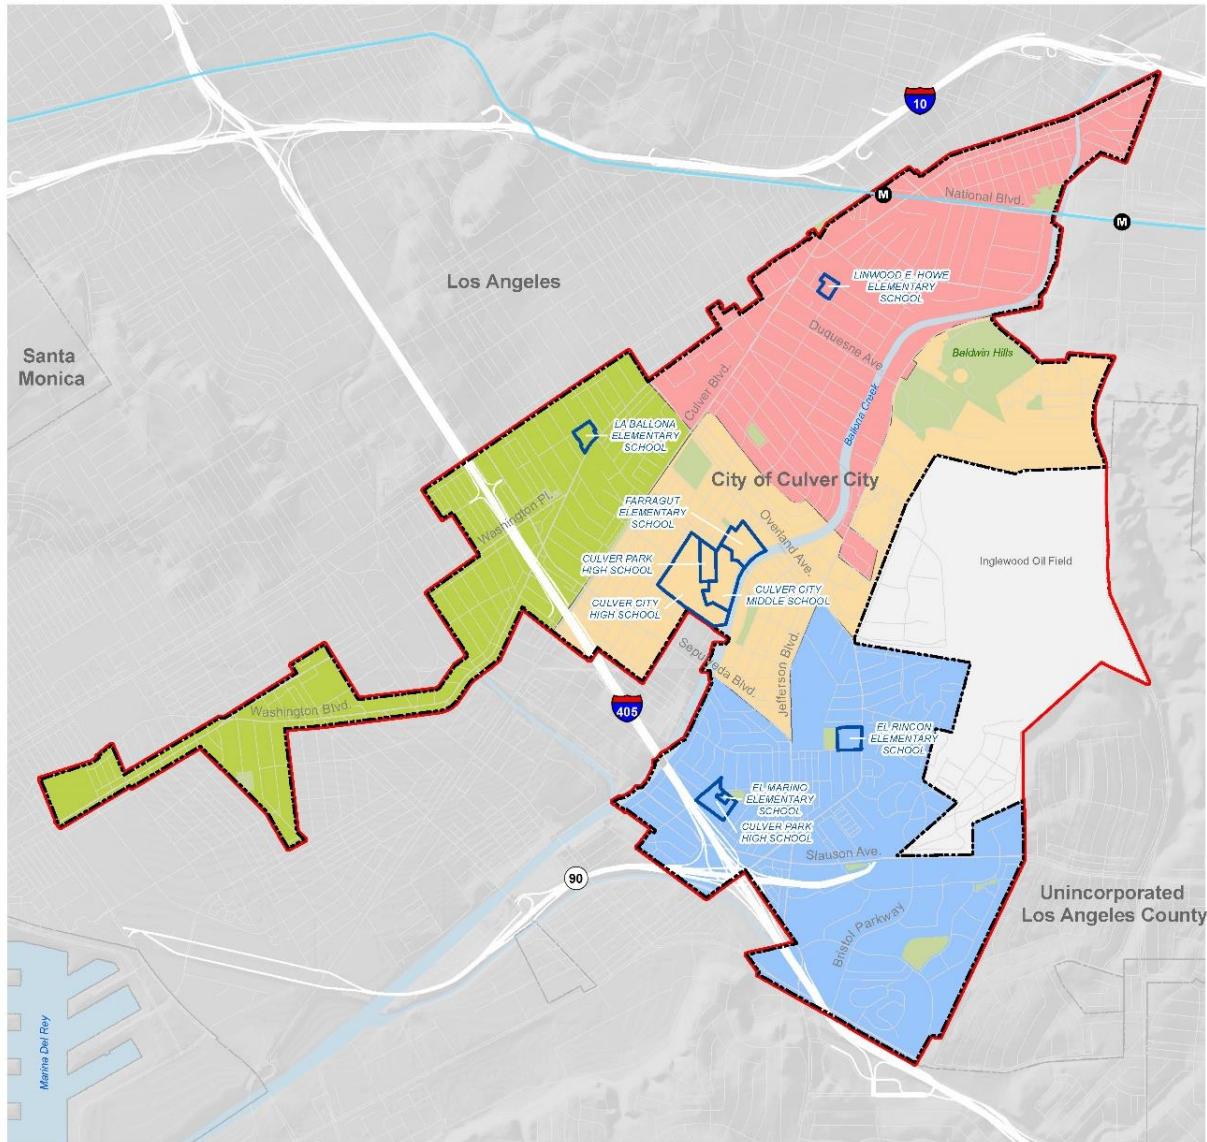 10
M
National Blvd.
M
Los Angeles
LINWOOD E. HOWE
ELEMENTARY
SCHOOL
Santa
Monica
Duquesne Ave
Baldwin Hills
Culver Blvd.
Ballona Creek
LA BALLONA
ELEMENTARY
SCHOOL
City of Culver City
Washington Pl.
FARRAGUT
ELEMENTARY
SCHOOL
Overland Ave.
CULVER PARK
HIGH SCHOOL
Inglewood Oil Field
CULVER CITY
HIGH SCHOOL
CULVER CITY
MIDDLE SCHOOL
Sepulveda Blvd.
Jefferson Blvd.
Washington Blvd.
405
EL RINCON
ELEMENTARY
SCHOOL
EL MARINO
ELEMENTARY
SCHOOL
CULVER PARK
HIGH SCHOOL
Slauson Ave.
90
Unincorporated
Los Angeles County
Bristol Parkway
Marina Del Rey